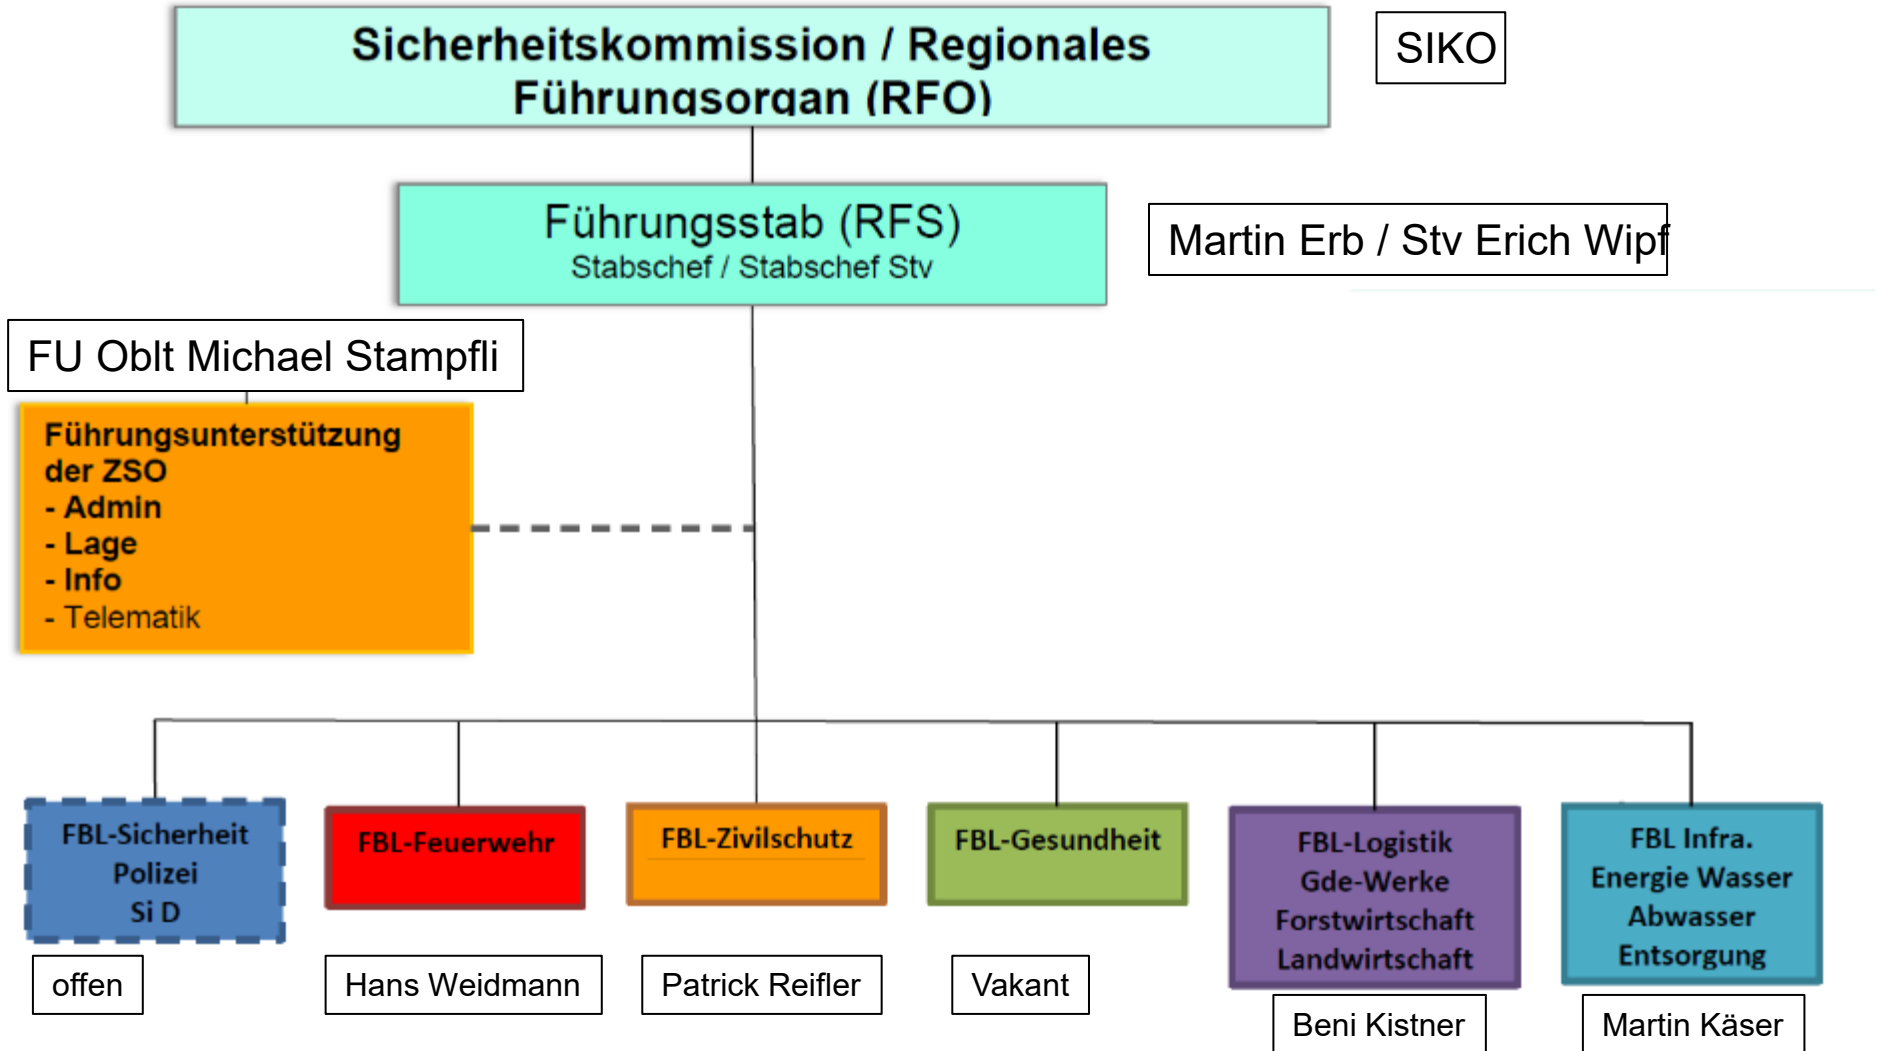 Sicherheitskommission / Regionales
Führungsorgan (RFO)
SIKO
Führungsstab (RFS)
Stabschef / Stabschef Stv
Martin Erb / Stv Erich Wipf
FU Oblt Michael Stampfli
Führungsunterstützung
der ZSO
- Admin
- Lage
- Info
- Telematik
FBL-Sicherheit
Polizei
Si D
offen
FBL-Feuerwehr
Hans Weidmann
FBL-Zivilschutz
Patrick Reifler
FBL-Gesundheit
Vakant
FBL-Logistik
Gde-Werke
Forstwirtschaft
Landwirtschaft
Beni Kistner
FBL Infra.
Energie Wasser
Abwasser
Entsorgung
Martin Käser